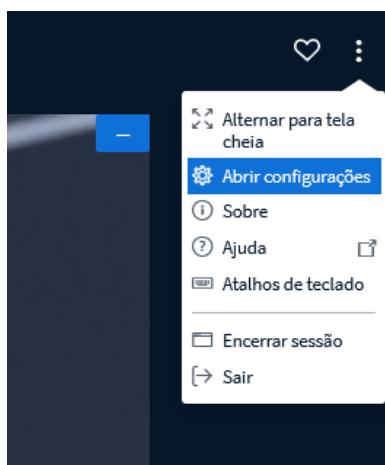 Alternar para tela
cheia
Abrir configurações
Sobre
Ajuda
Atalhos de teclado
Encerrar sessão
Sair